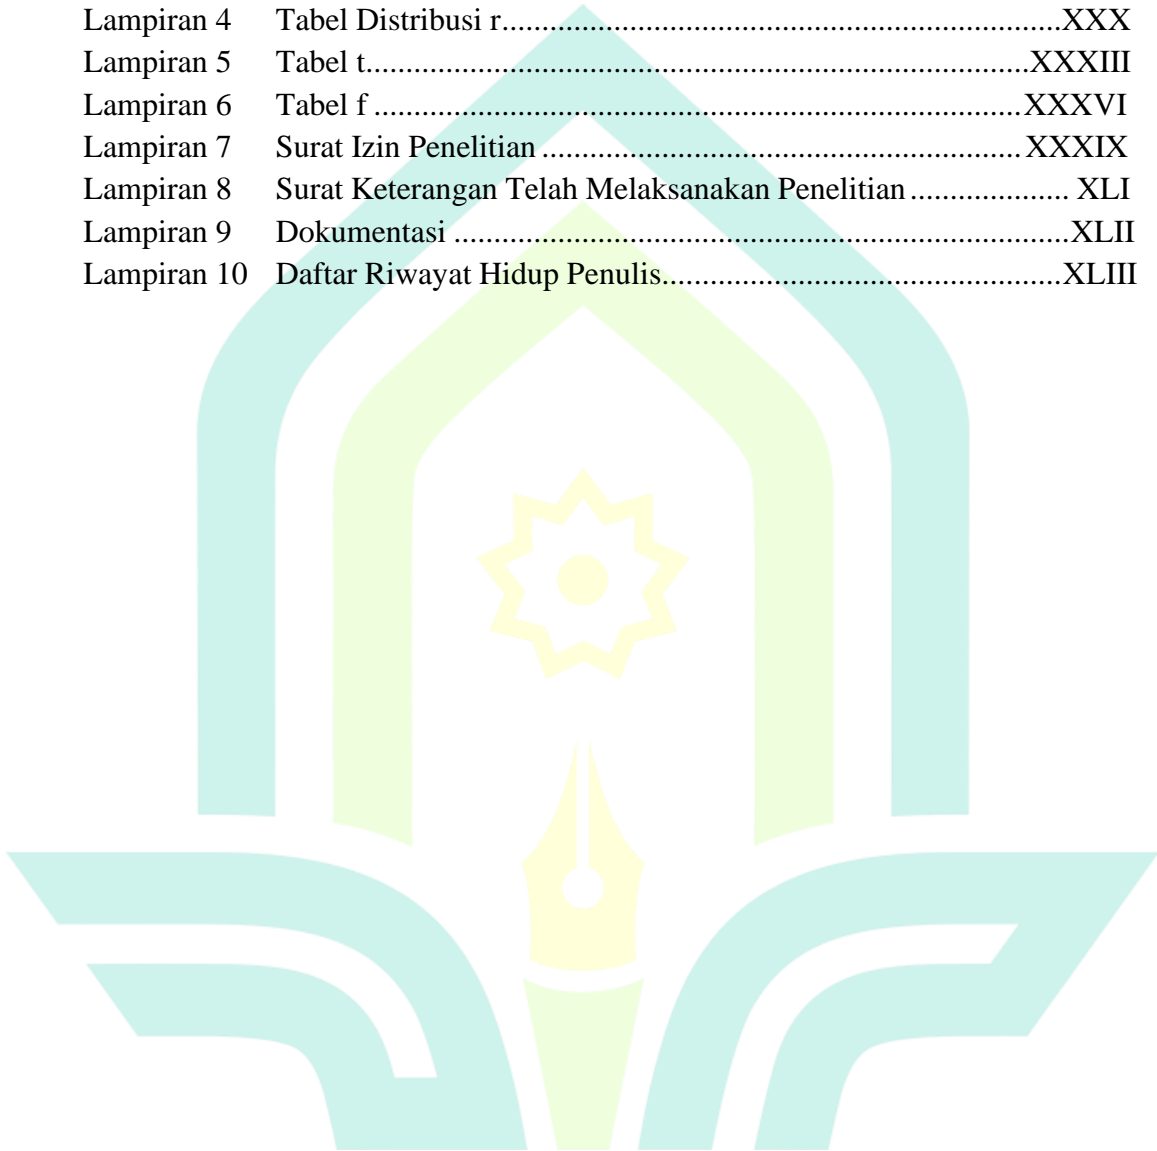 Lampiran 4 Tabel Distribusi r.....................................................................XXX
Lampiran 5 Tabel t..................................................................................XXXIII
Lampiran 6 Tabel f ................................................................................XXXVI
Lampiran 7 Surat Izin Penelitian .......................................................... XXXIX
Lampiran 8 Surat Keterangan Telah Melaksanakan Penelitian ................... XLI
Lampiran 9 Dokumentasi ...........................................................................XLII
Lampiran 10 Daftar Riwayat Hidup Penulis.................................................XLIII